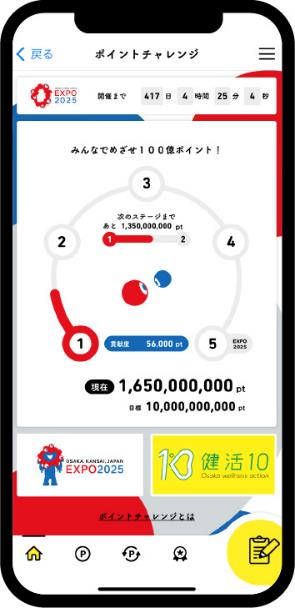 戻る
ポイントチャレンジ
EXPO
2025
開催まで 417 日 4 時間 25 分 4 秒
みんなでめざせ100億ポイント！
3
次のステージまで
あと 1,350,000,000 pt
1 2
2
4
1
貢献度 56,000 pt
5
EXPO
2025
現在 1,650,000,000 pt
目標 10,000,000,000 pt
OSAKA, KANSAI, JAPAN
EXPO2025
10 健活10
Osaka wellness action
ポイントチャレンジとは
P
P